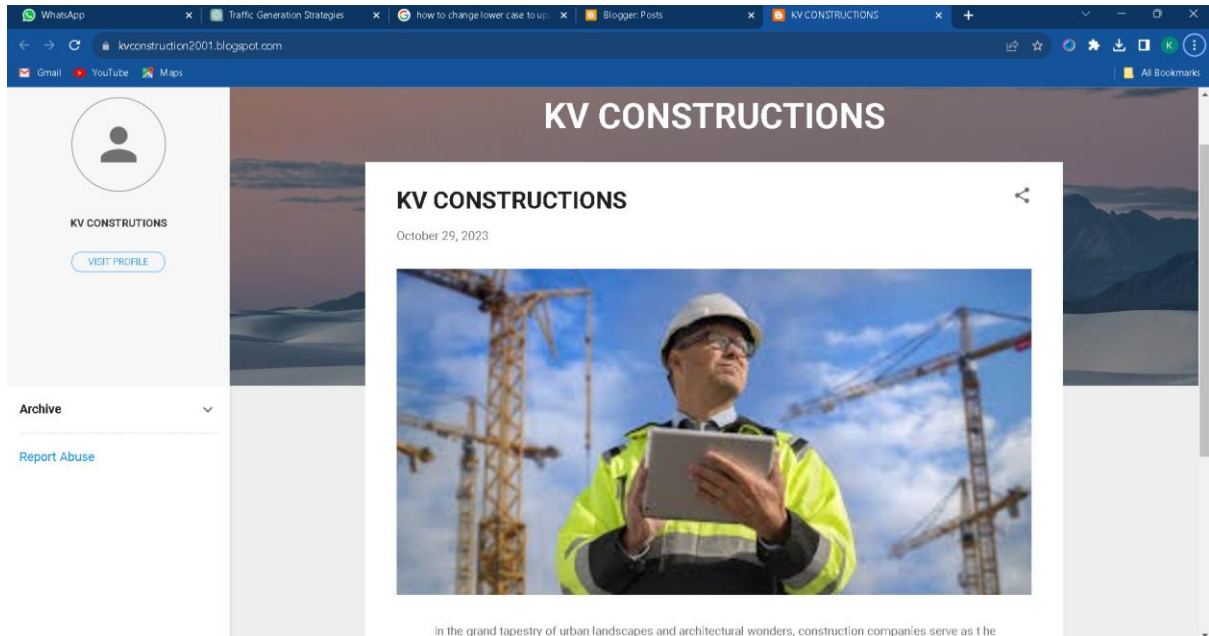 WhatsApp
Traffic Generation Strategies
how to change lower case to up
Blogger: Posts
KV CONSTRUCTIONS
kvconstruction2001.blogspot.com
K
Gmail YouTube Maps
All Bookmarks
KV CONSTRUCTIONS
KV CONSTRUTIONS
VISIT PROFILE
Archive
Report Abuse
KV CONSTRUCTIONS
October 29, 2023
In the grand tapestry of urban landscapes and architectural wonders, construction companies serve as t he